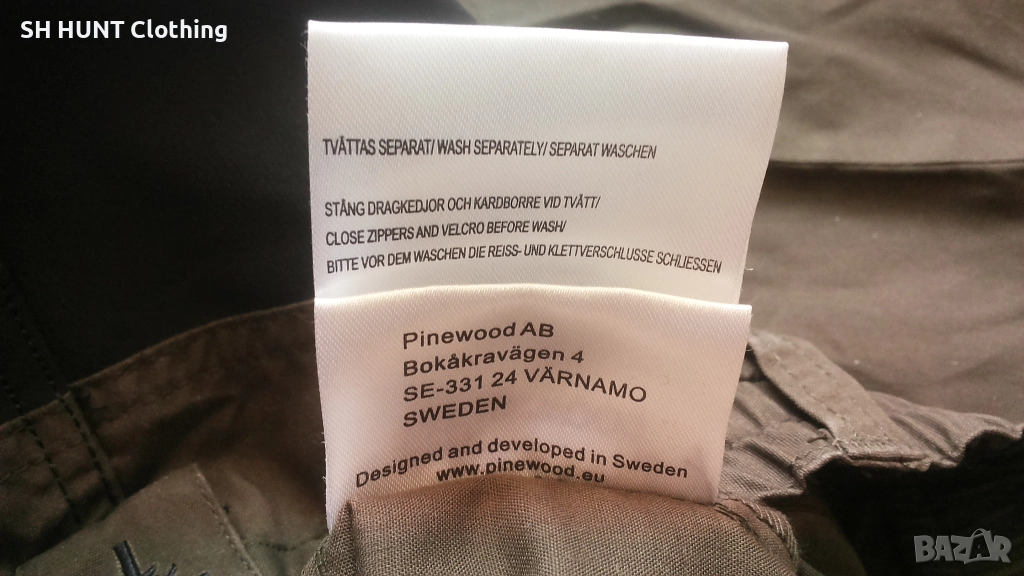 SH HUNT Clothing
TVÄTTAS SEPARAT/ WASH SEPARATELY/ SEPARAT WASCHEN
STÄNG DRAGKEDJOR OCH KARDBORRE VID TVÄTT/
CLOSE ZIPPERS AND VELCRO BEFORE WASH/
BITTE VOR DEM WASCHEN DIE REISS- UND KLETTVERSCHLUSSE SCHLIESSEN
Pinewood AB
Bokåkravägen 4
SE-331 24 VÄRNAMO
SWEDEN
Designed and developed in Sweden
www.pinewood.eu
BAZAR